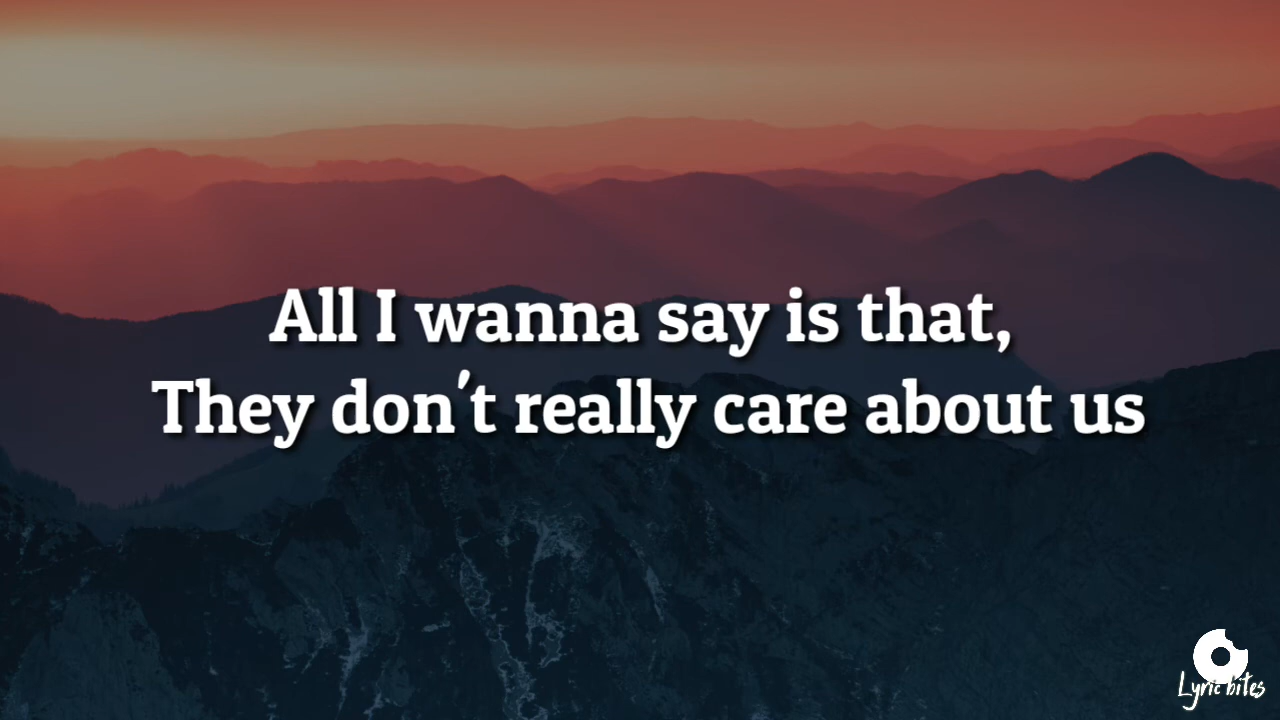 All I wanna say is that,
They don't really care about us
Lyric bites